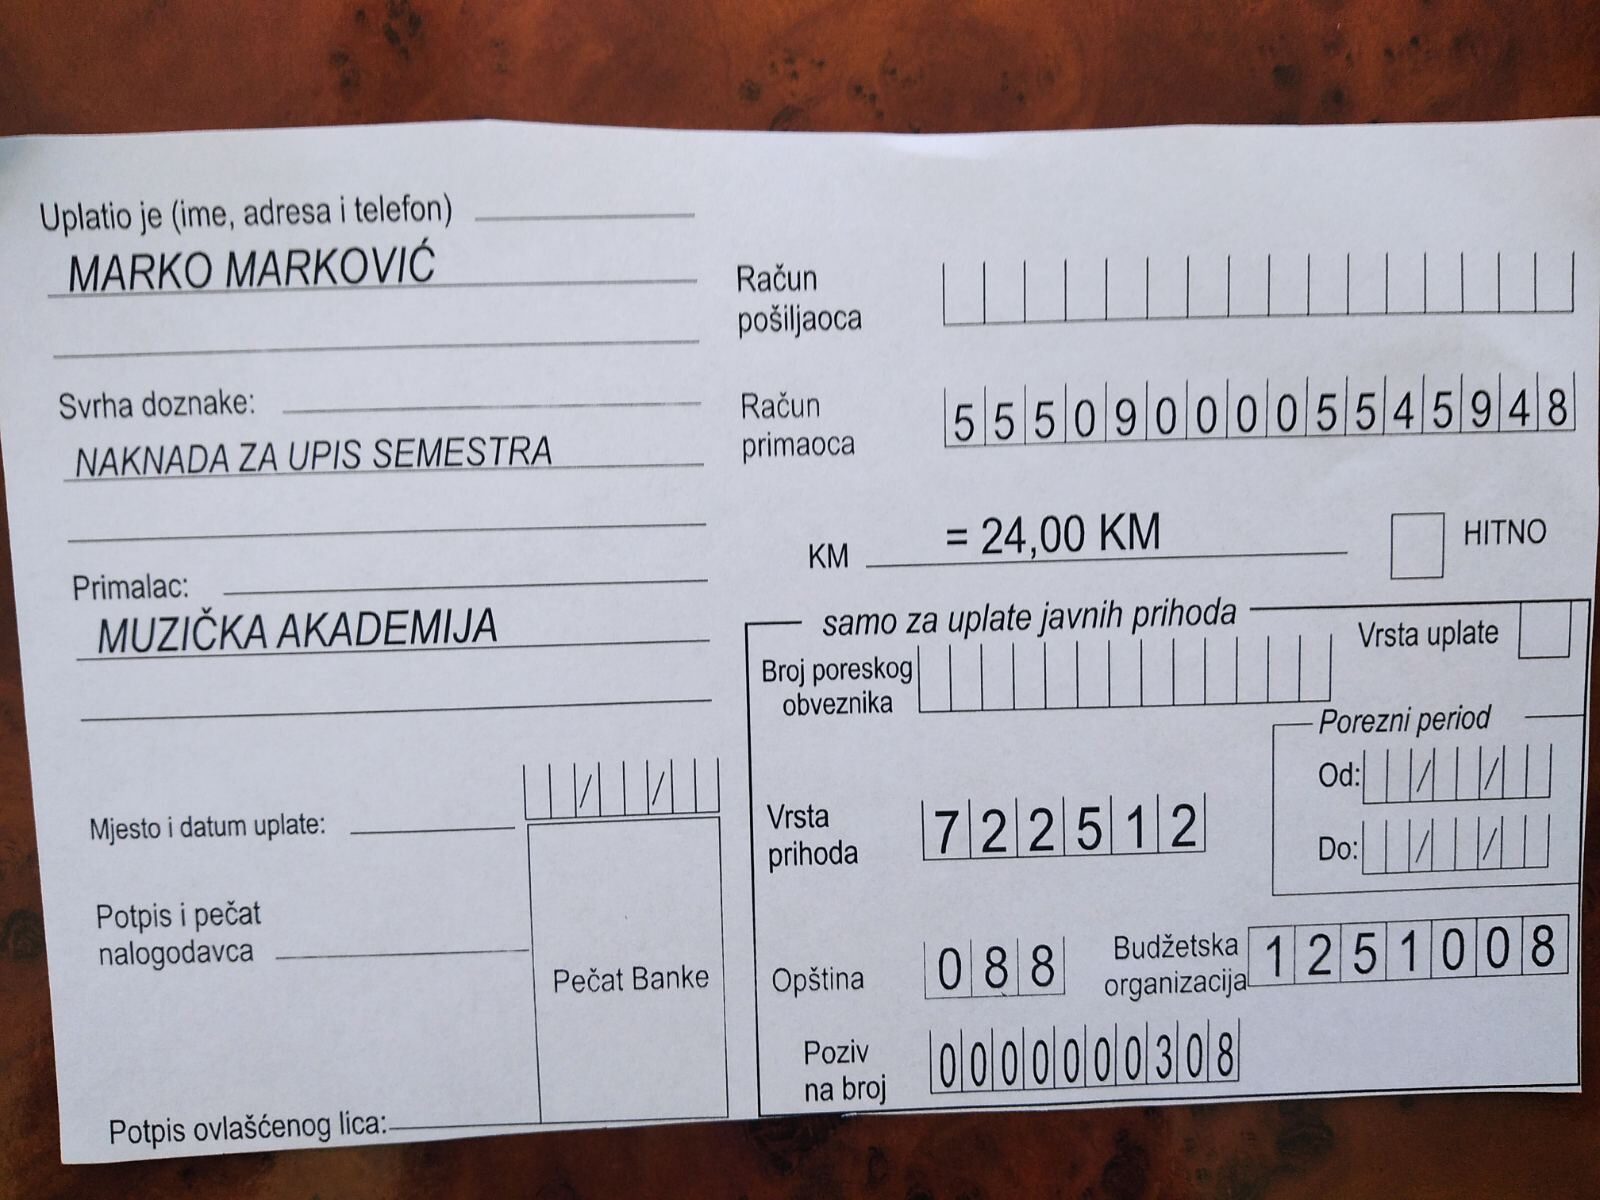 Uplatio je (ime, adresa i telefon)
MARKO MARKOVIĆ
Svrha doznake:
NAKNADA ZA UPIS SEMESTRA
Primalac:
MUZIČKA AKADEMIJA
Mjesto i datum uplate:
/ /
Potpis i pečat
nalogodavca
Pečat Banke
Potpis ovlašćenog lica:
Račun
pošiljaoca
Račun
primaoca
5550900005545948
KM = 24,00 KM
HITNO
samo za uplate javnih prihoda
Vrsta uplate
Broj poreskog
obveznika
Porezni period
Od: / /
Do: / /
Vrsta
prihoda
722512
Opština 088
Budžetska
organizacija 1251008
Poziv
na broj
0000000308